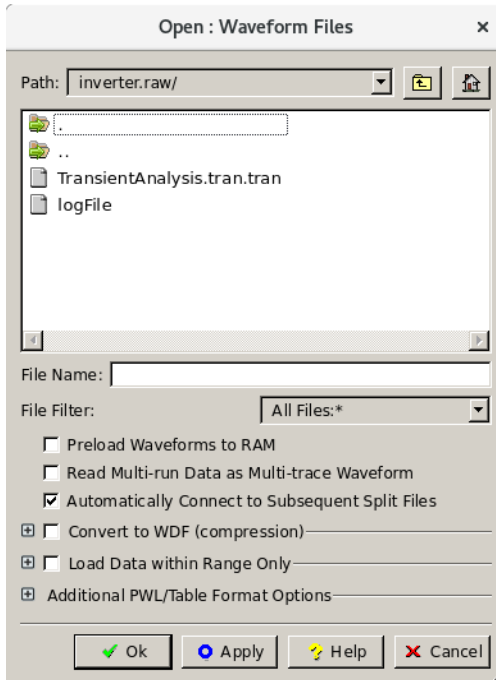 Open : Waveform Files ×
Path: inverter.raw/
.
..
TransientAnalysis.tran.tran
logFile
File Name:
File Filter: All Files:*
Preload Waveforms to RAM
Read Multi-run Data as Multi-trace Waveform
Automatically Connect to Subsequent Split Files
Convert to WDF (compression)
Load Data within Range Only
Additional PWL/Table Format Options
Ok Apply Help Cancel